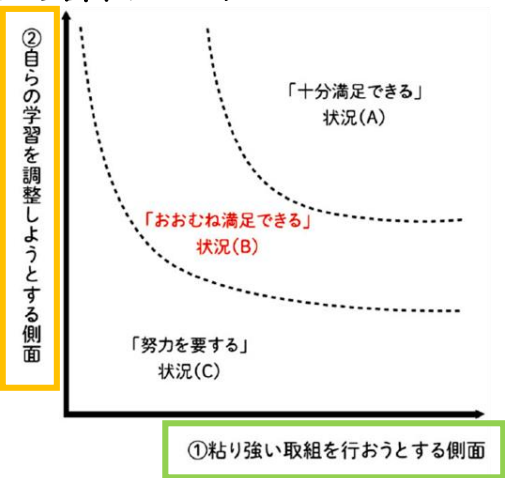 ②自らの学習を調整しようとする側面
「十分満足できる」
状況(A)
「おおむね満足できる」
状況(B)
「努力を要する」
状況(C)
①粘り強い取組を行おうとする側面